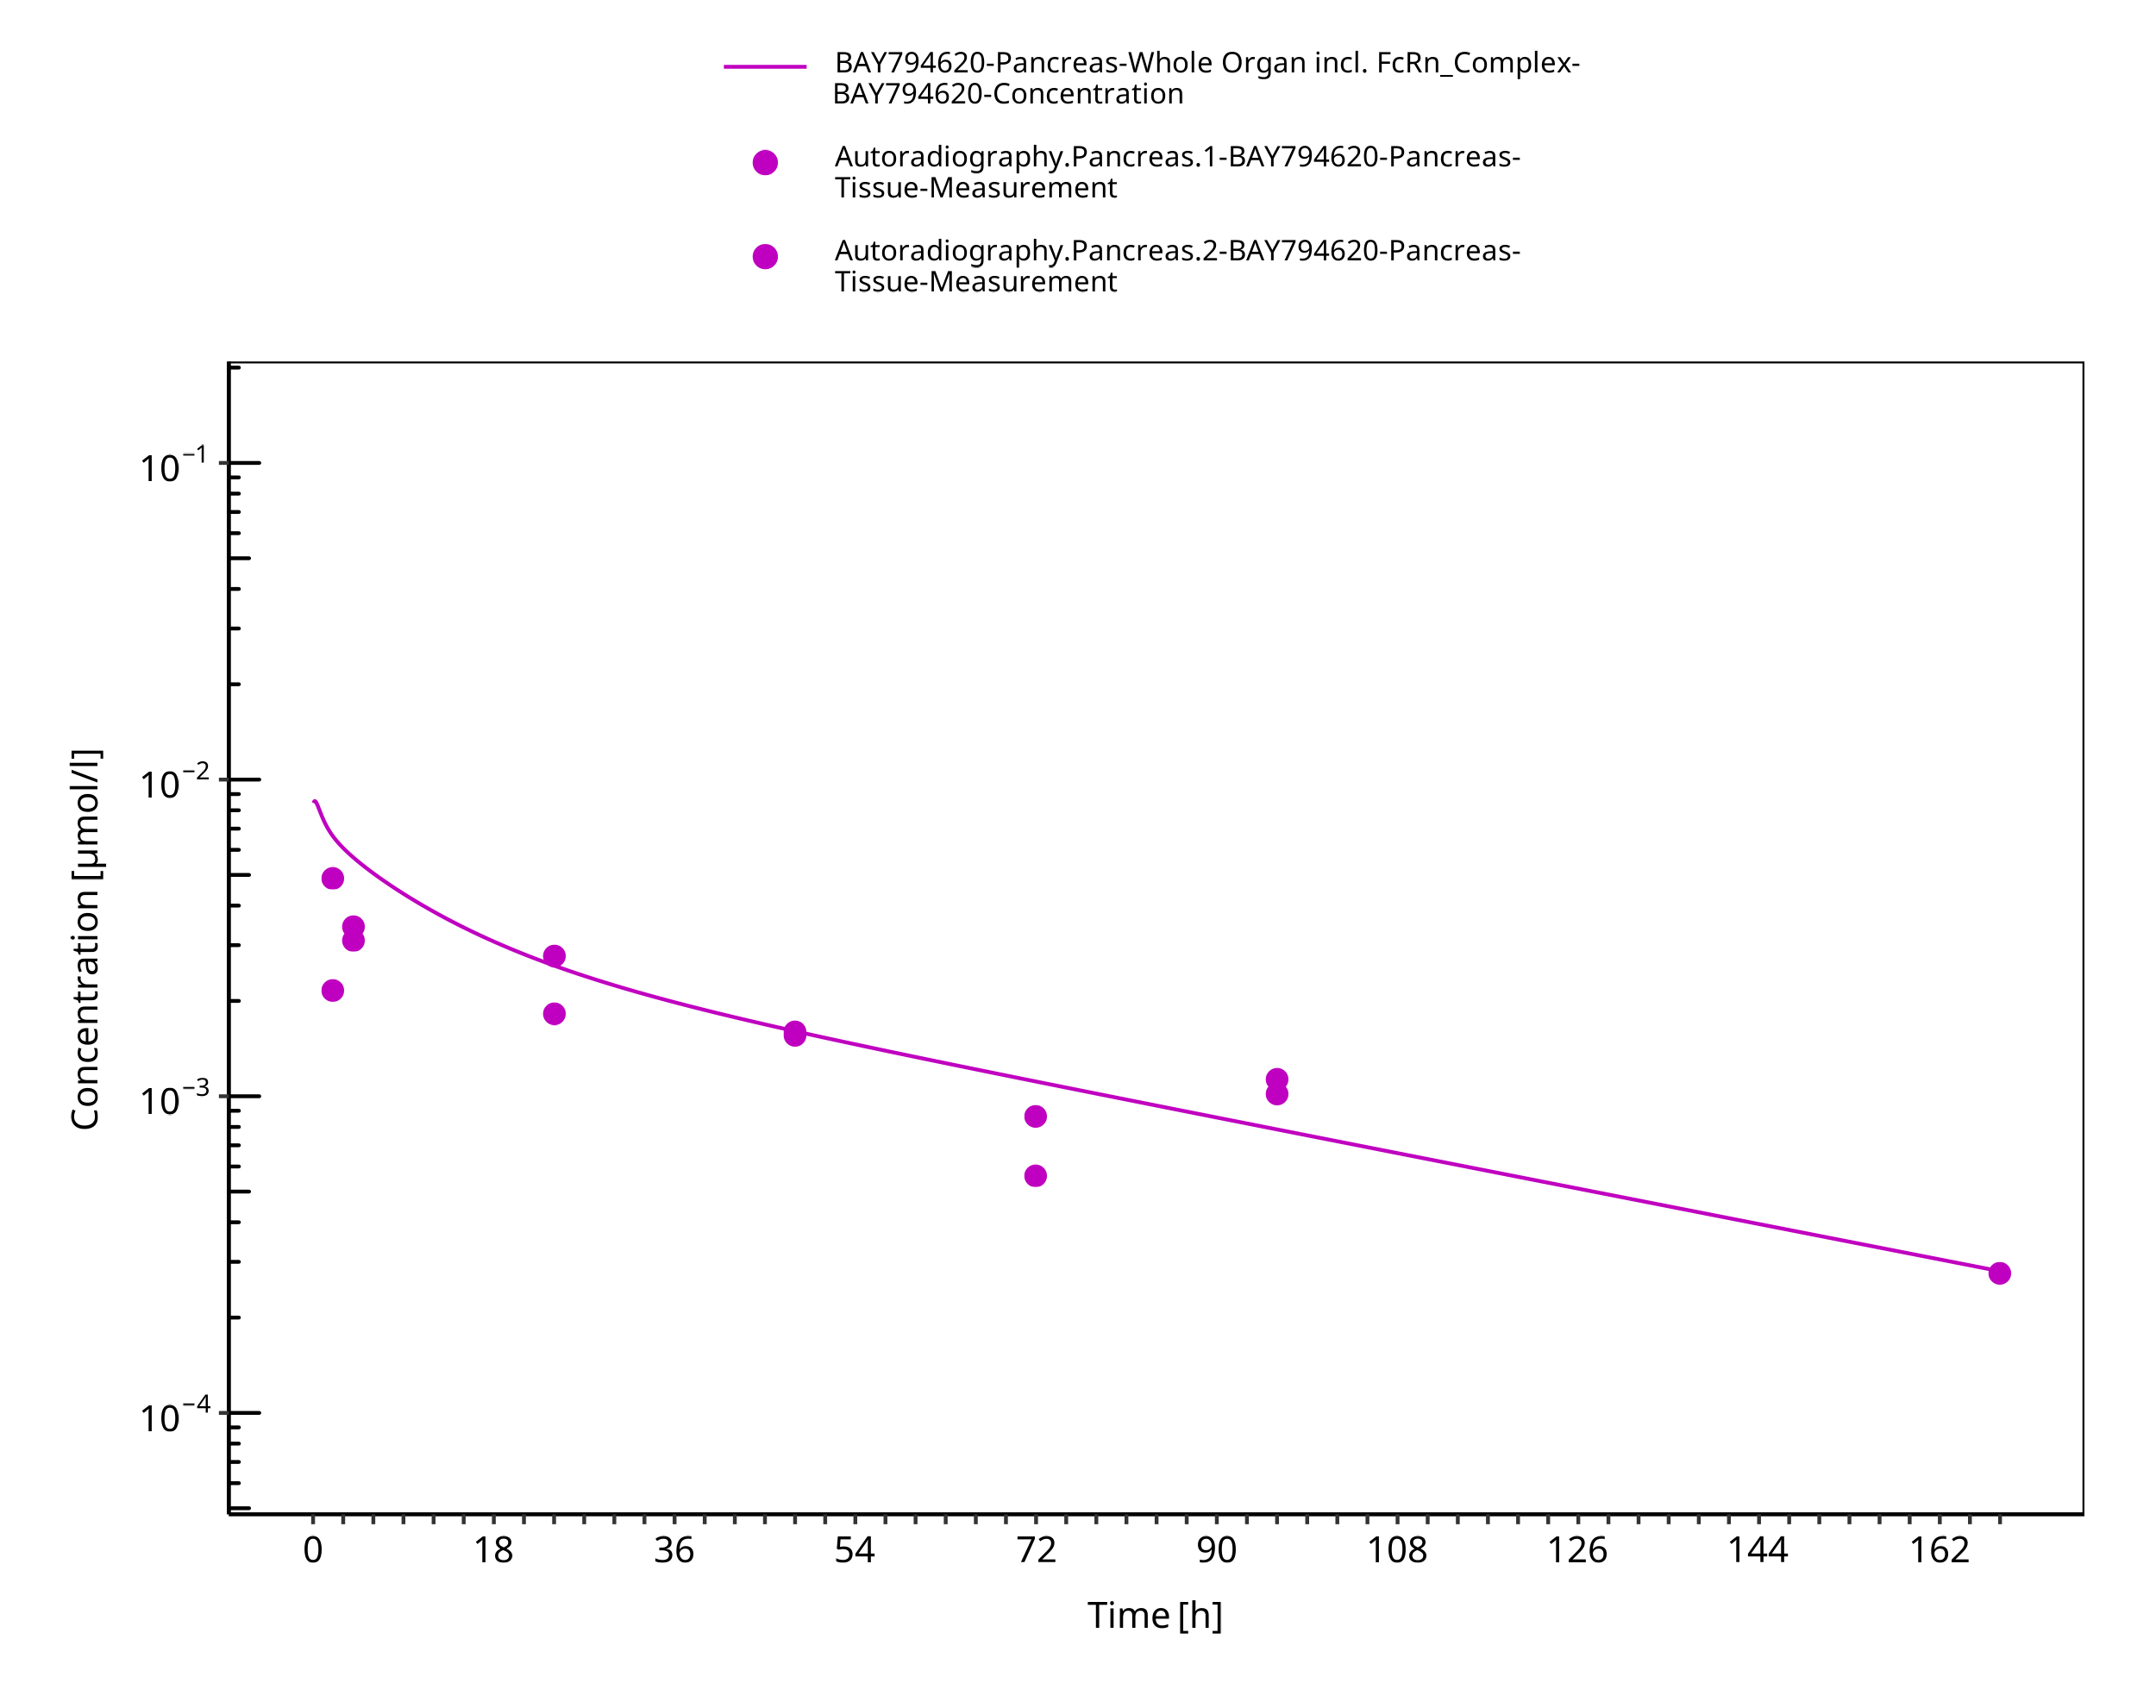 BAY794620-Pancreas-Whole Organ incl. FcRn_Complex-
BAY794620-Concentration
Autoradiography.Pancreas.1-BAY794620-Pancreas-
Tissue-Measurement
Autoradiography.Pancreas.2-BAY794620-Pancreas-
Tissue-Measurement
Concentration [µmol/l]
10⁻¹
10⁻²
10⁻³
10⁻⁴
0 18 36 54 72 90 108 126 144 162
Time [h]